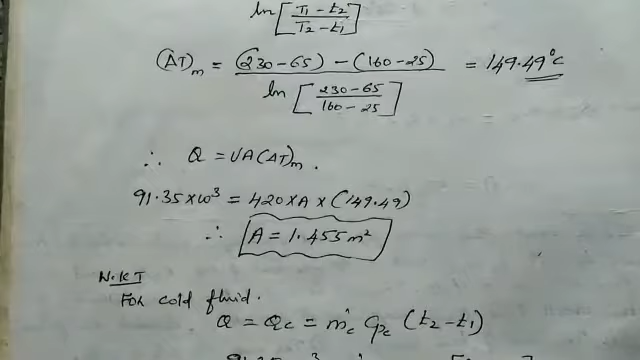 ln [ T1 - t2 / T2 - t1 ]
(ΔT)m = (230-65) - (160-25) / ln [ 230-65 / 160-25 ] = 149.49°C
∴ Q = UA(ΔT)m.
91.35 x 10³ = 420 x A x (149.49)
∴ A = 1.455 m²
N.K.T
For cold fluid.
Q = Qc = ṁc Cpc (t2 - t1)